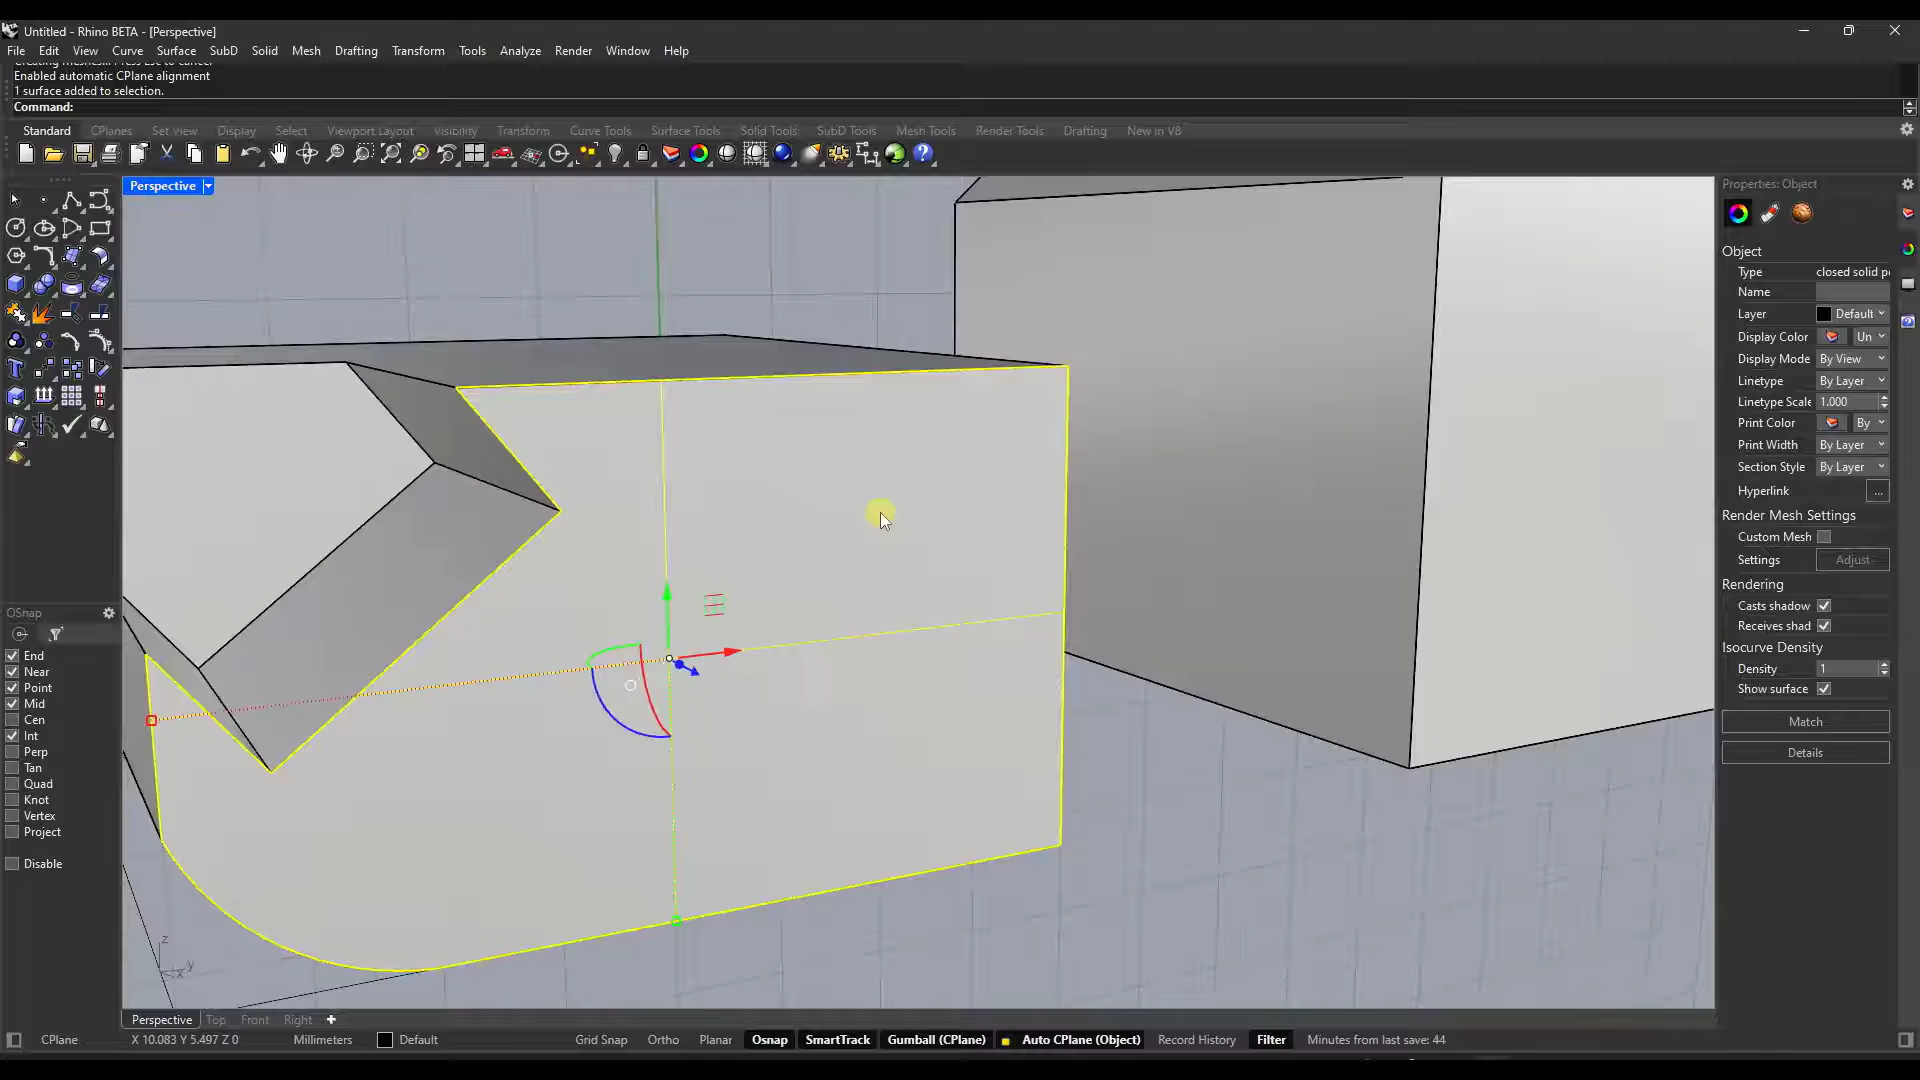 Untitled - Rhino BETA - [Perspective]
File Edit View Curve Surface SubD Solid Mesh Drafting Transform Tools Analyze Render Window Help
Enabled automatic CPlane alignment
1 surface added to selection.
Command:
Standard CPlanes Set View Display Select Viewport Layout Visibility Transform Curve Tools Surface Tools Solid Tools SubD Tools Mesh Tools Render Tools Drafting New in V8
Perspective
Properties: Object
Object
Type closed solid p
Name
Layer Default
Display Color Un
Display Mode By View
Linetype By Layer
Linetype Scale 1.000
Print Color By
Print Width By Layer
Section Style By Layer
Hyperlink ...
Render Mesh Settings
Custom Mesh
Settings Adjust
Rendering
Casts shadow
Receives shad
Isocurve Density
Density 1
Show surface
Match
Details
OSnap
End
Near
Point
Mid
Cen
Int
Perp
Tan
Quad
Knot
Vertex
Project
Disable
z
y
x
Perspective Top Front Right
CPlane X 10.083 Y 5.497 Z 0 Millimeters Default Grid Snap Ortho Planar Osnap SmartTrack Gumball (CPlane) Auto CPlane (Object) Record History Filter Minutes from last save: 44